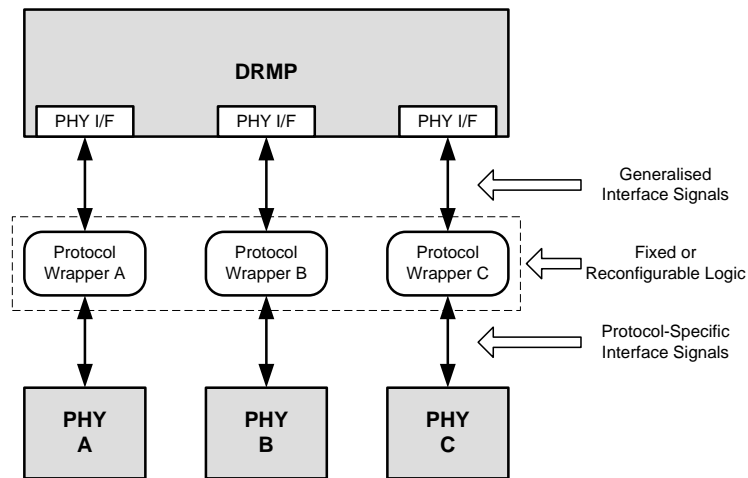 DRMP
PHY I/F
PHY I/F
PHY I/F
Generalised
Interface Signals
Protocol
Wrapper A
Protocol
Wrapper B
Protocol
Wrapper C
Fixed or
Reconfigurable Logic
Protocol-Specific
Interface Signals
PHY
A
PHY
B
PHY
C